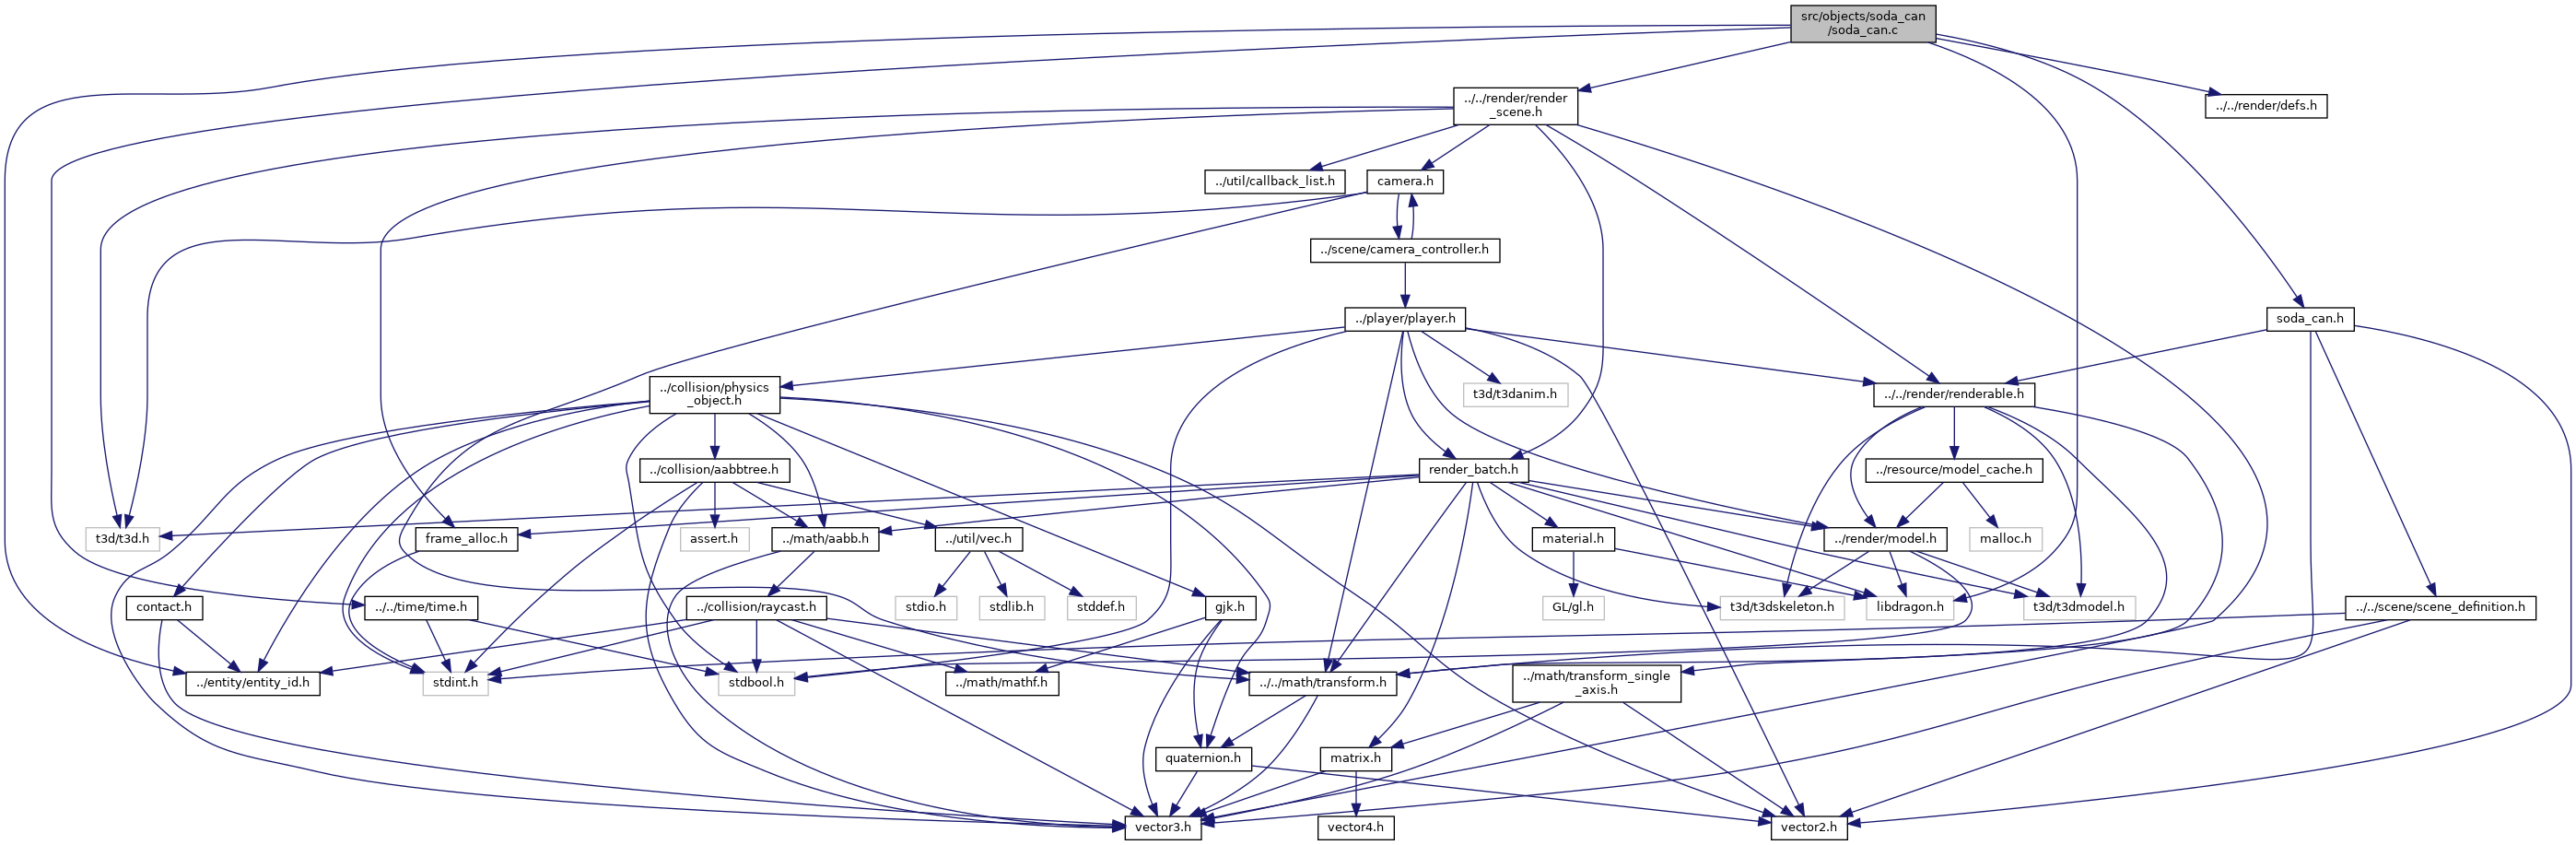 src/objects/soda_can
/soda_can.c
../../render/render
_scene.h
../../render/defs.h
../util/callback_list.h
camera.h
../scene/camera_controller.h
../player/player.h
soda_can.h
../collision/physics
_object.h
t3d/t3danim.h
../../render/renderable.h
../collision/aabbtree.h
render_batch.h
../resource/model_cache.h
t3d/t3d.h
frame_alloc.h
assert.h
../math/aabb.h
../util/vec.h
material.h
../render/model.h
malloc.h
contact.h
../../time/time.h
../collision/raycast.h
stdio.h
stdlib.h
stddef.h
gjk.h
GL/gl.h
t3d/t3dskeleton.h
libdragon.h
t3d/t3dmodel.h
../../scene/scene_definition.h
../entity/entity_id.h
stdint.h
stdbool.h
../math/mathf.h
../../math/transform.h
../math/transform_single
_axis.h
quaternion.h
matrix.h
vector3.h
vector4.h
vector2.h